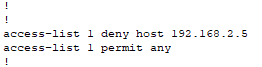 !
!
access-list 1 deny host 192.168.2.5
access-list 1 permit any
!